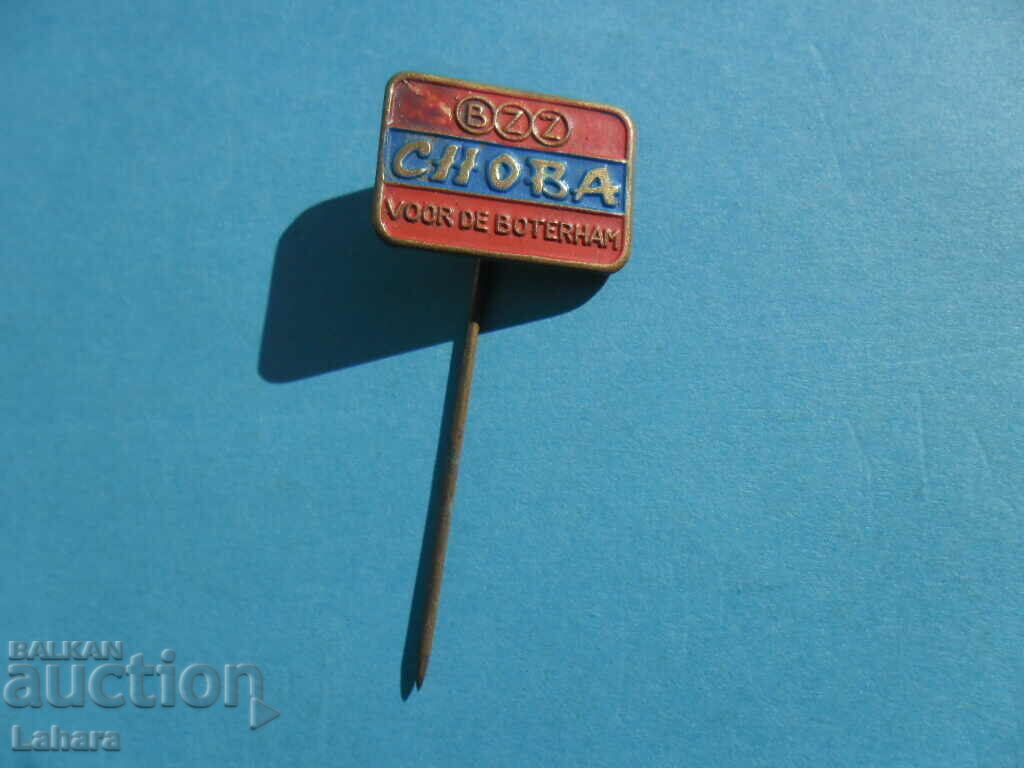 BZZ
CHOBA
VOOR DE BOTERHAM
BALKAN
auction
Lahara